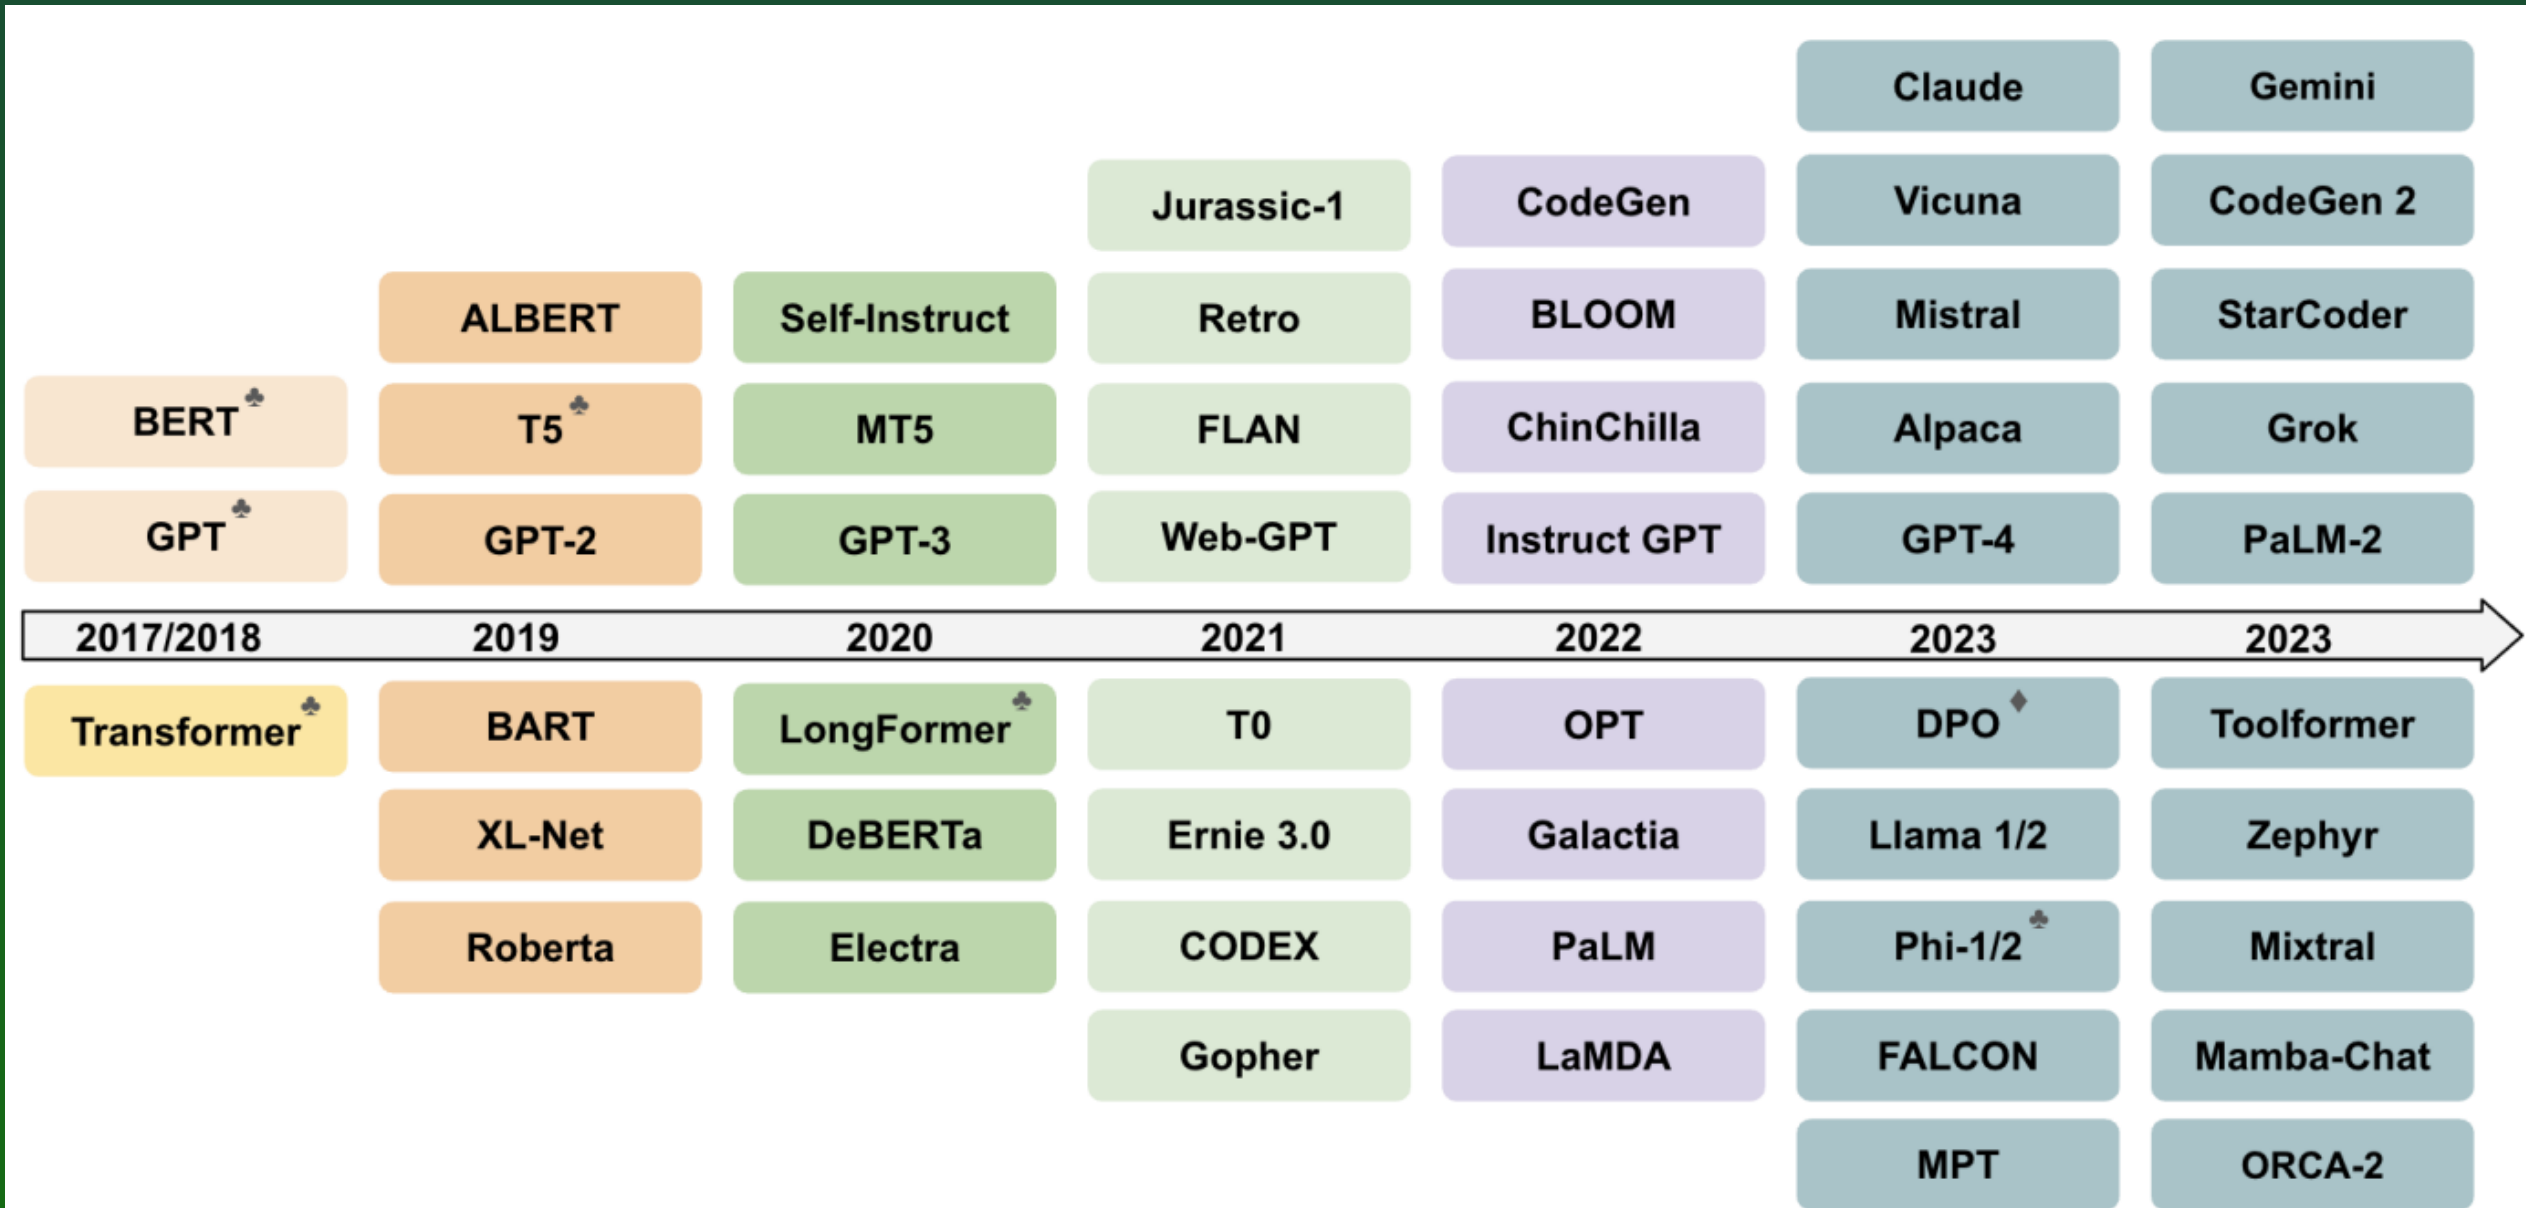 Claude
Gemini
Jurassic-1
CodeGen
Vicuna
CodeGen 2
ALBERT
Self-Instruct
Retro
BLOOM
Mistral
StarCoder
BERT♣
T5♣
MT5
FLAN
ChinChilla
Alpaca
Grok
GPT♣
GPT-2
GPT-3
Web-GPT
Instruct GPT
GPT-4
PaLM-2
2017/2018
2019
2020
2021
2022
2023
2023
Transformer♣
BART
LongFormer♣
T0
OPT
DPO♦
Toolformer
XL-Net
DeBERTa
Ernie 3.0
Galactia
Llama 1/2
Zephyr
Roberta
Electra
CODEX
PaLM
Phi-1/2♣
Mixtral
Gopher
LaMDA
FALCON
Mamba-Chat
MPT
ORCA-2